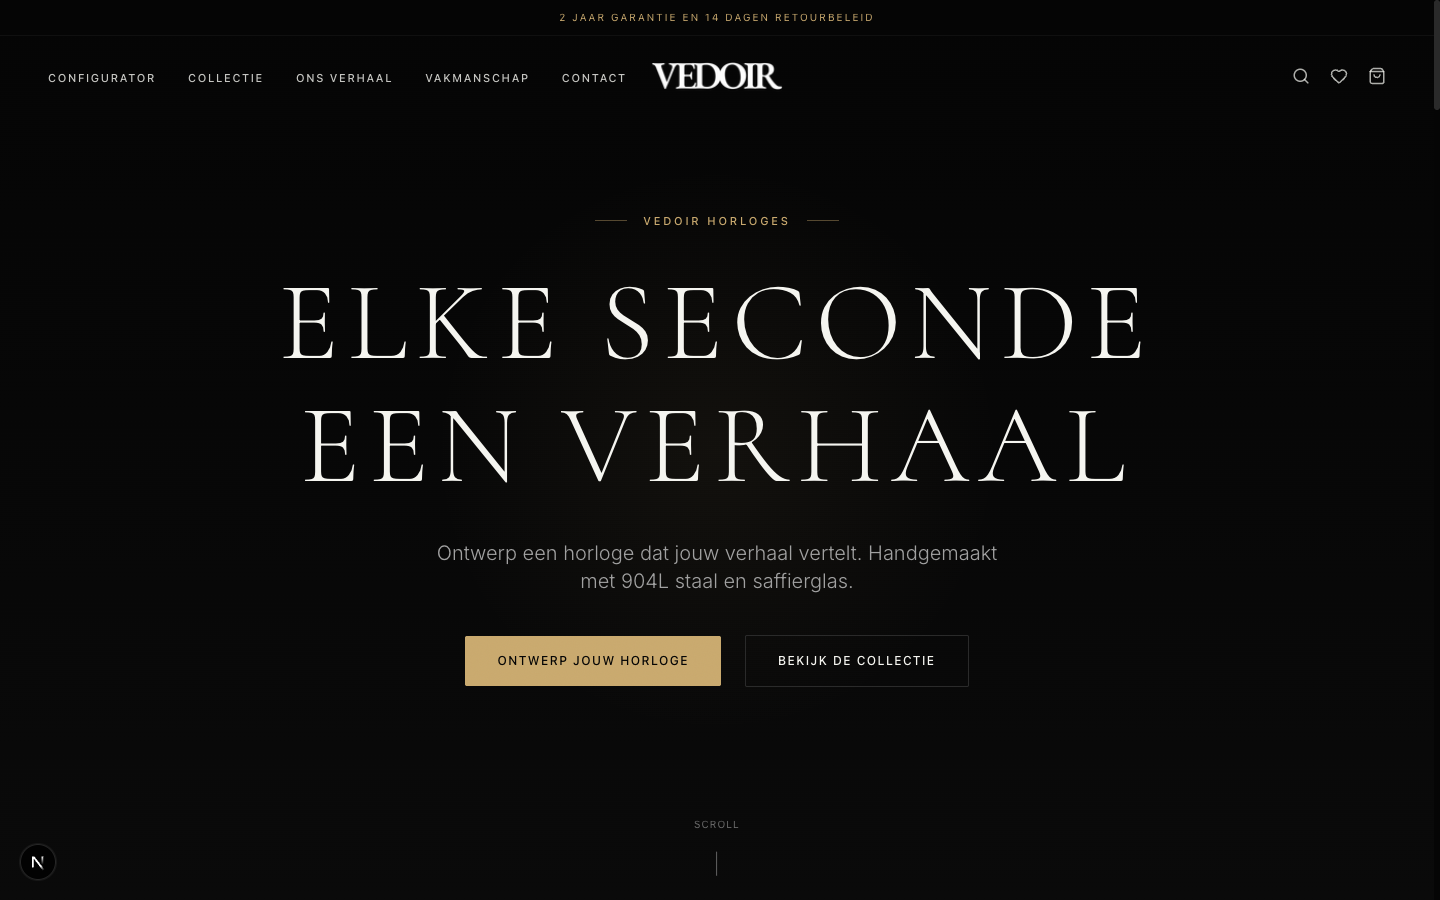 2 JAAR GARANTIE EN 14 DAGEN RETOURBELEID
CONFIGURATOR COLLECTIE ONS VERHAAL VAKMANSCHAP CONTACT VEDOIR
VEDOIR HORLOGES
ELKE SECONDE
EEN VERHAAL
Ontwerp een horloge dat jouw verhaal vertelt. Handgemaakt
met 904L staal en saffierglas.
ONTWERP JOUW HORLOGE BEKIJK DE COLLECTIE
SCROLL
N